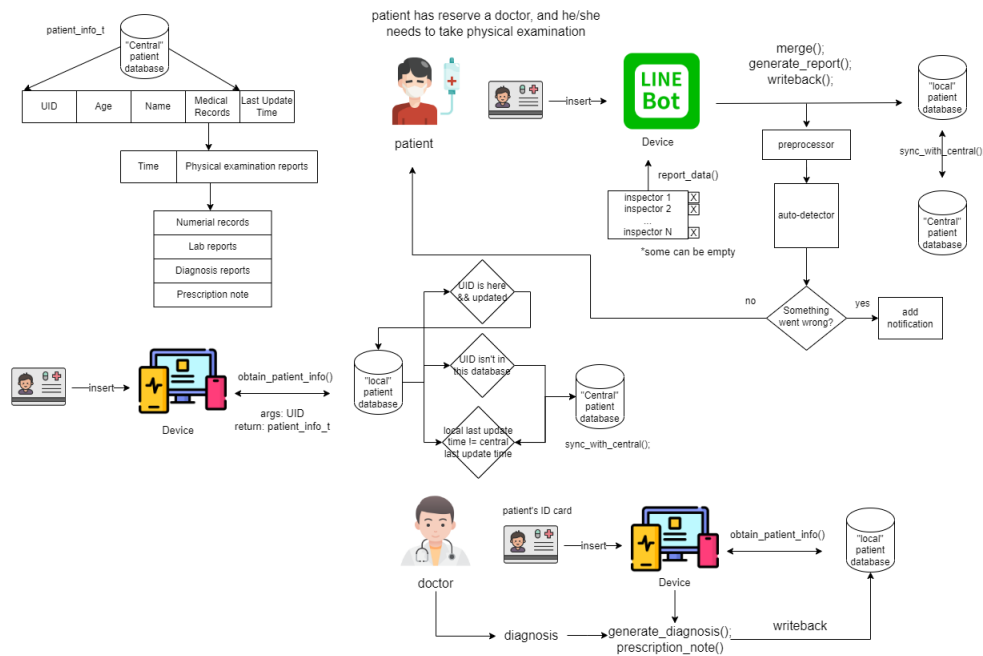 patient_info_t
"Central"
patient
database
UID
Age
Name
Medical
Records
Last Update
Time
Time
Physical examination reports
Numerial records
Lab reports
Diagnosis reports
Prescription note
patient has reserve a doctor, and he/she
needs to take physical examination
patient
insert
LINE
Bot
Device
report_data()
inspector 1
X
inspector 2
X
...
inspector N
X
*some can be empty
merge();
generate_report();
writeback();
preprocessor
auto-detector
Something
went wrong?
no
yes
add
notification
"local"
patient
database
sync_with_central()
"Central"
patient
database
insert
Device
obtain_patient_info()
args: UID
return: patient_info_t
"local"
patient
database
UID is here
&& updated
UID isn't in
this database
local last update
time != central
last update time
"Central"
patient
database
sync_with_central();
doctor
patient's ID card
insert
Device
obtain_patient_info()
"local"
patient
database
diagnosis
generate_diagnosis();
prescription_note()
writeback